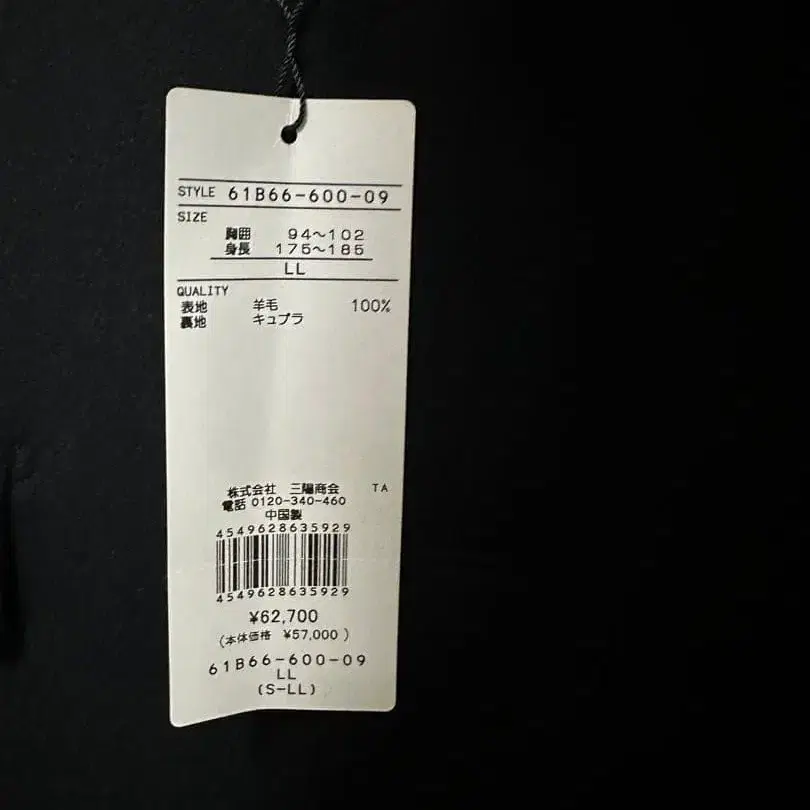 STYLE 61B66-600-09
SIZE
胸囲 94～102
身長 175～185
LL
QUALITY
表地 羊毛 100%
裏地 キュプラ
株式会社 三陽商会 TA
電話 0120-340-460
中国製
4549628635929
4549628635929
¥62,700
(本体価格 ¥57,000)
61B66-600-09
LL
(S-LL)